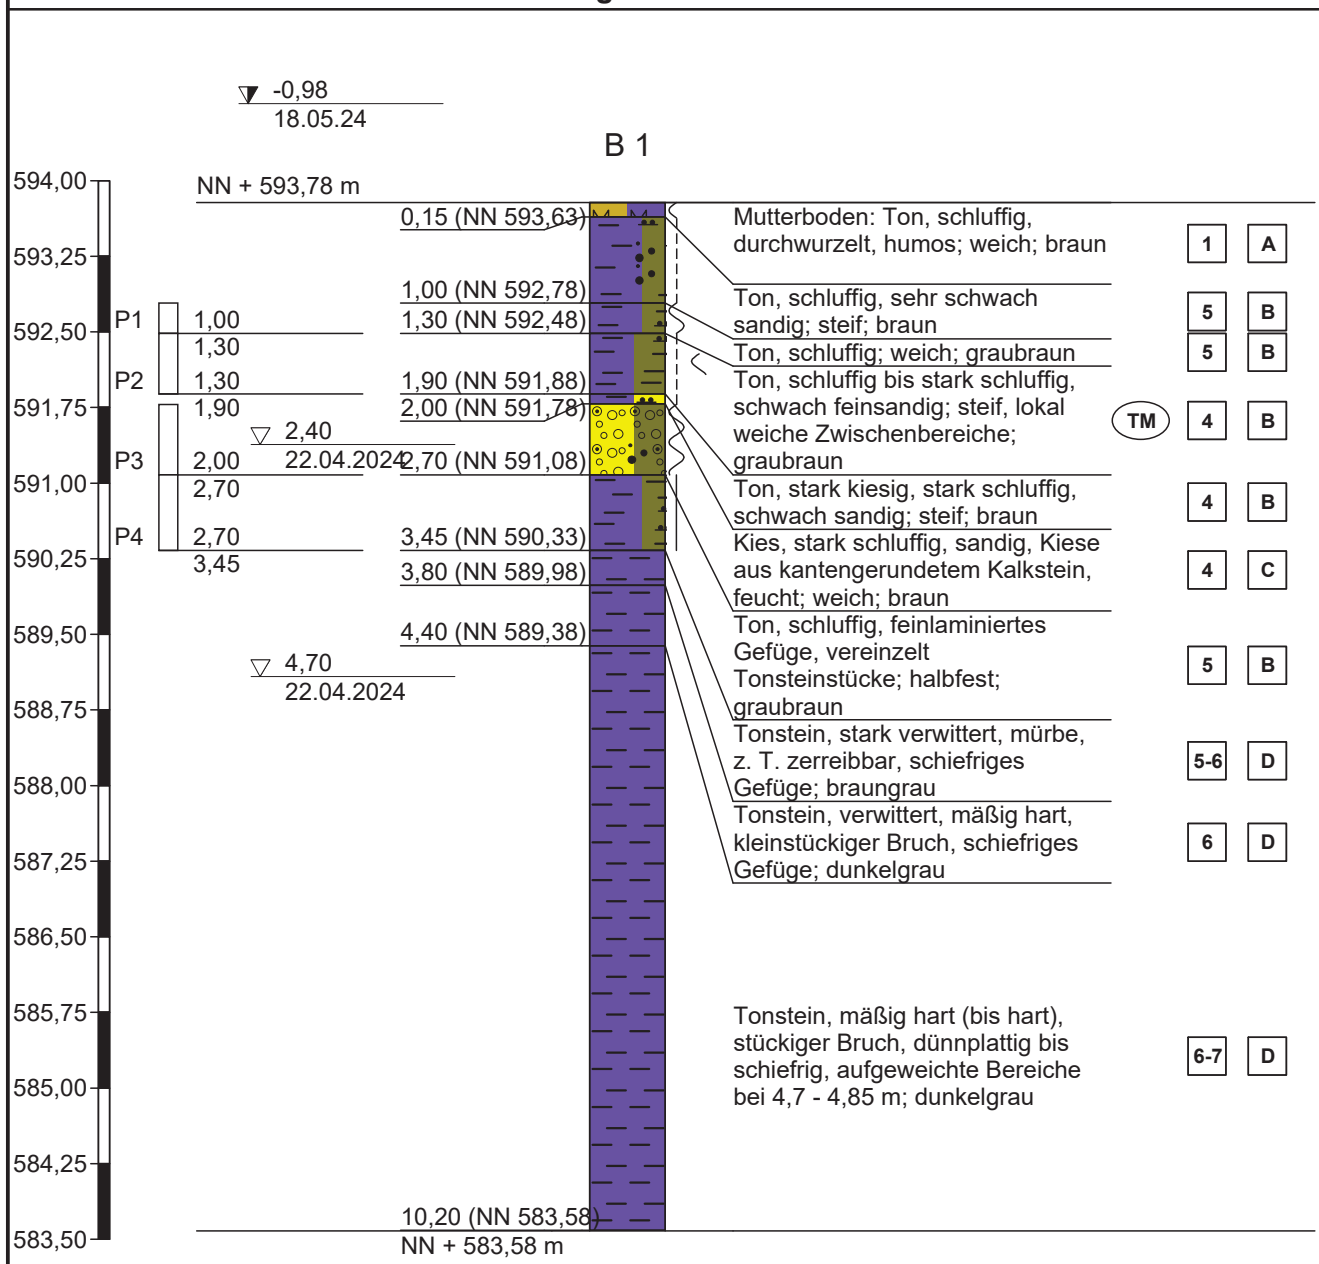 -0,98
18.05.24
B 1
594,00
593,25
592,50
591,75
591,00
590,25
589,50
588,75
588,00
587,25
586,50
585,75
585,00
584,25
583,50
NN + 593,78 m
P1
1,00
1,30
P2
1,30
1,90
P3
2,00
2,70
P4
2,70
3,45
2,40
22.04.2024
4,70
22.04.2024
0,15 (NN 593,63)
1,00 (NN 592,78)
1,30 (NN 592,48)
1,90 (NN 591,88)
2,00 (NN 591,78)
2,70 (NN 591,08)
3,45 (NN 590,33)
3,80 (NN 589,98)
4,40 (NN 589,38)
10,20 (NN 583,58)
NN + 583,58 m
Mutterboden: Ton, schluffig,
durchwurzelt, humos; weich; braun
1 A
Ton, schluffig, sehr schwach
sandig; steif; braun
5 B
Ton, schluffig; weich; graubraun
5 B
Ton, schluffig bis stark schluffig,
schwach feinsandig; steif, lokal
weiche Zwischenbereiche;
graubraun
TM 4 B
Ton, stark kiesig, stark schluffig,
schwach sandig; steif; braun
4 B
Kies, stark schluffig, sandig, Kiese
aus kantengerundetem Kalkstein,
feucht; weich; braun
4 C
Ton, schluffig, feinlaminiertes
Gefüge, vereinzelt
Tonsteinstücke; halbfest;
graubraun
5 B
Tonstein, stark verwittert, mürbe,
z. T. zerreibbar, schiefriges
Gefüge; braungrau
5-6 D
Tonstein, verwittert, mäßig hart,
kleinstückiger Bruch, schiefriges
Gefüge; dunkelgrau
6 D
Tonstein, mäßig hart (bis hart),
stückiger Bruch, dünnplattig bis
schiefrig, aufgeweichte Bereiche
bei 4,7 - 4,85 m; dunkelgrau
6-7 D